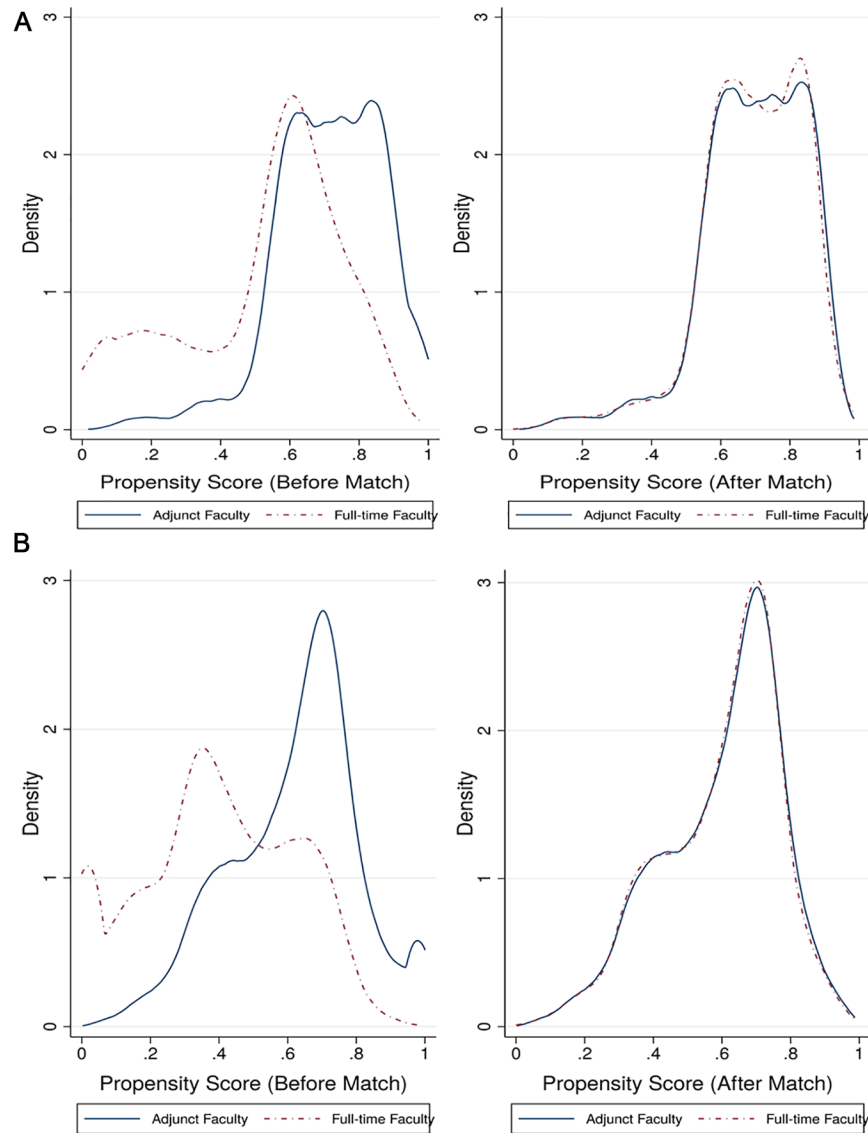 A
3
3
2
2
Density
Density
1
1
0
0
0 .2 .4 .6 .8 1
0 .2 .4 .6 .8 1
Propensity Score (Before Match)
Propensity Score (After Match)
Adjunct Faculty Full-time Faculty
Adjunct Faculty Full-time Faculty
B
3
3
2
2
Density
Density
1
1
0
0
0 .2 .4 .6 .8 1
0 .2 .4 .6 .8 1
Propensity Score (Before Match)
Propensity Score (After Match)
Adjunct Faculty Full-time Faculty
Adjunct Faculty Full-time Faculty